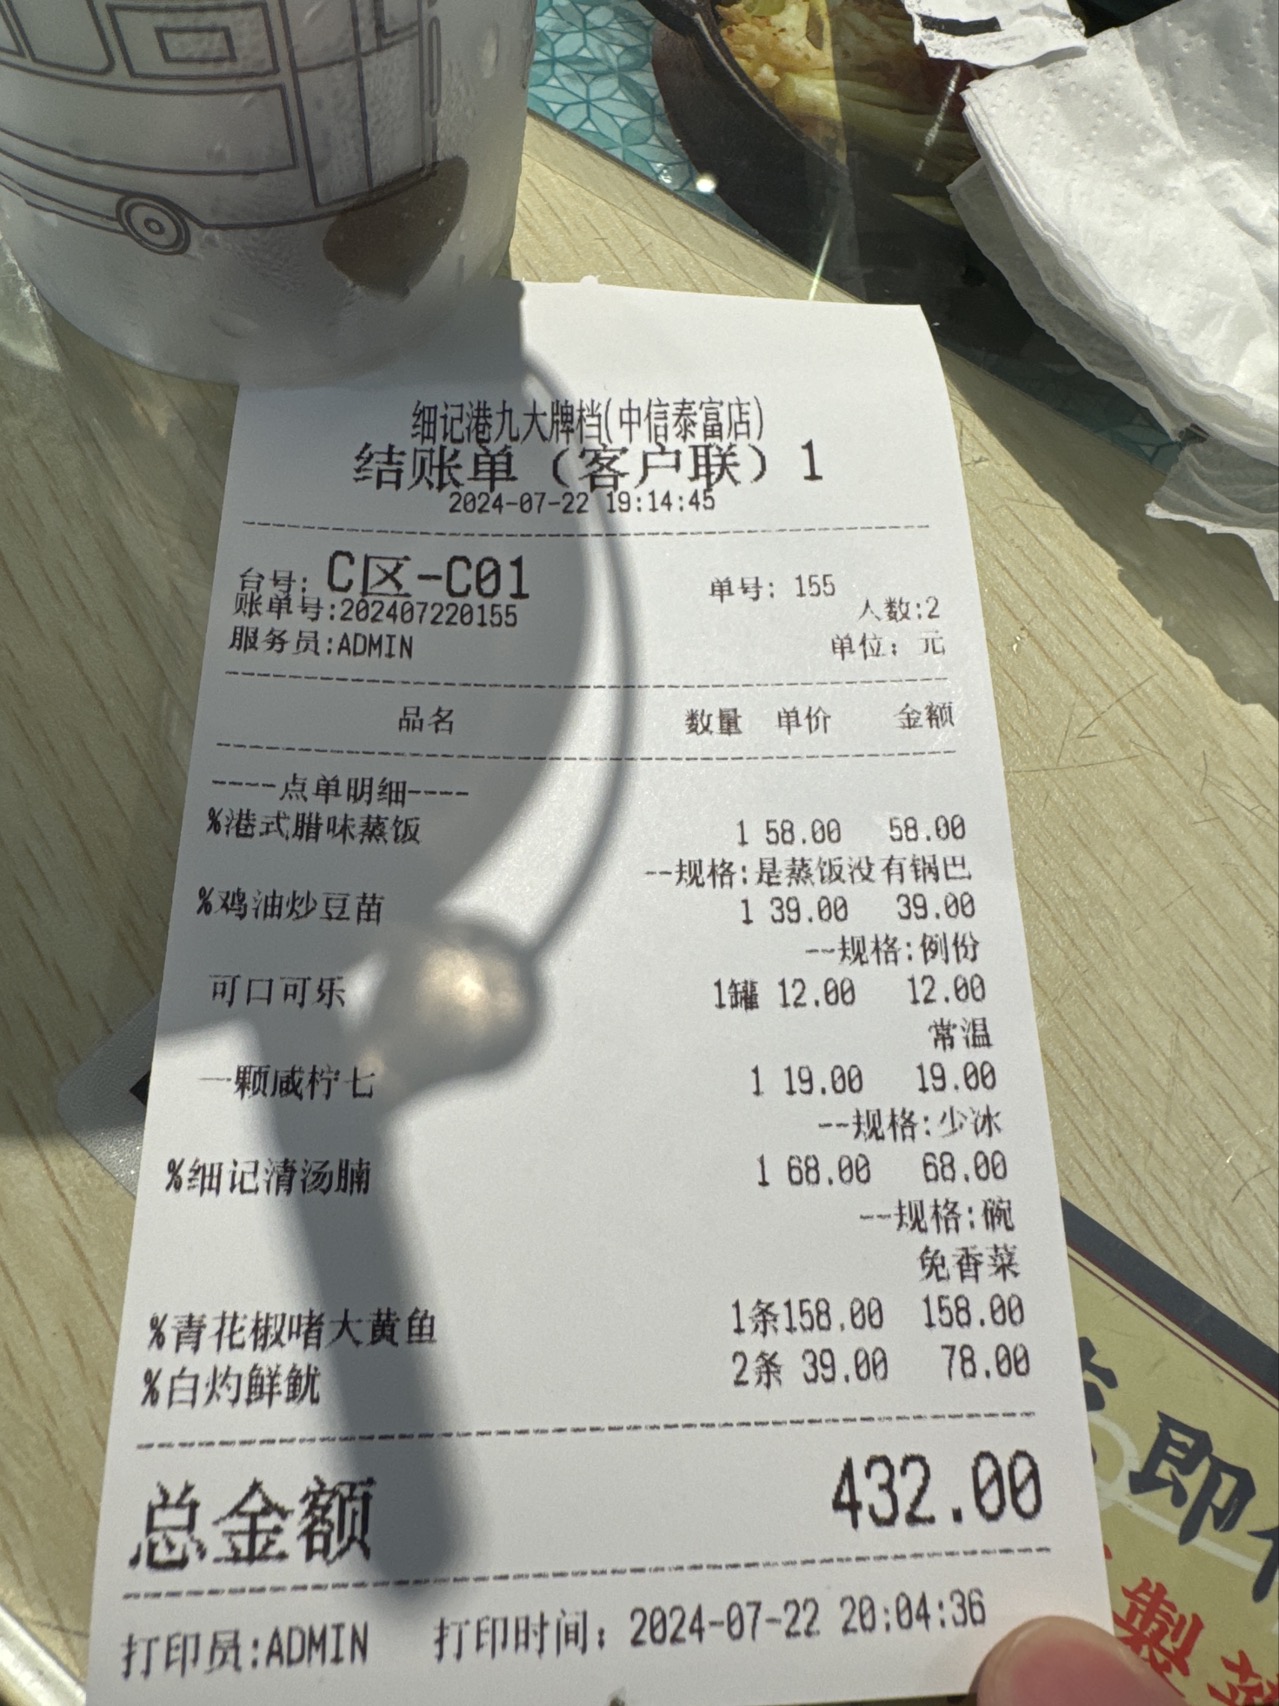 细记港九大牌档(中信泰富店)
结账单（客户联）1
2024-07-22 19:14:45
台号: C区-C01 单号: 155
账单号:202407220155 人数:2
服务员:ADMIN 单位: 元
品名 数量 单价 金额
----点单明细----
%港式腊味蒸饭 1 58.00 58.00
--规格:是蒸饭没有锅巴
%鸡油炒豆苗 1 39.00 39.00
--规格:例份
可口可乐 1罐 12.00 12.00
常温
一颗咸柠七 1 19.00 19.00
--规格:少冰
%细记清汤腩 1 68.00 68.00
--规格:碗
免香菜
%青花椒啫大黄鱼 1条158.00 158.00
%白灼鲜鱿 2条 39.00 78.00
总金额 432.00
打印员:ADMIN 打印时间: 2024-07-22 20:04:36
即
製